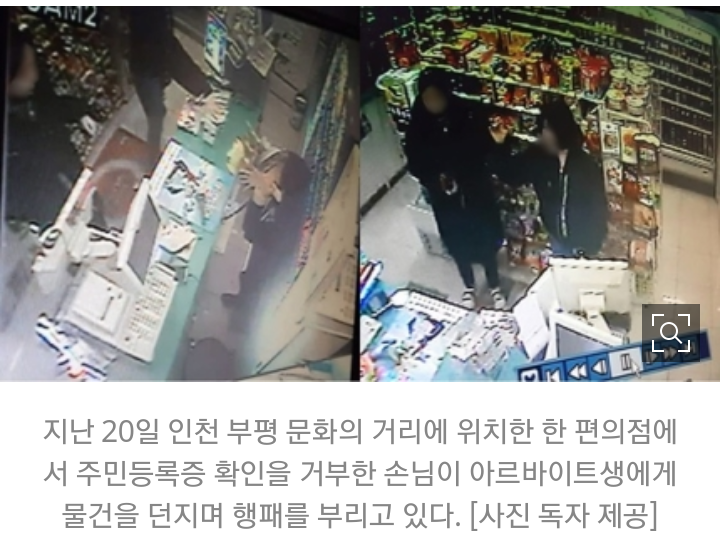 CAM2
지난 20일 인천 부평 문화의 거리에 위치한 한 편의점에
서 주민등록증 확인을 거부한 손님이 아르바이트생에게
물건을 던지며 행패를 부리고 있다. [사진 독자 제공]